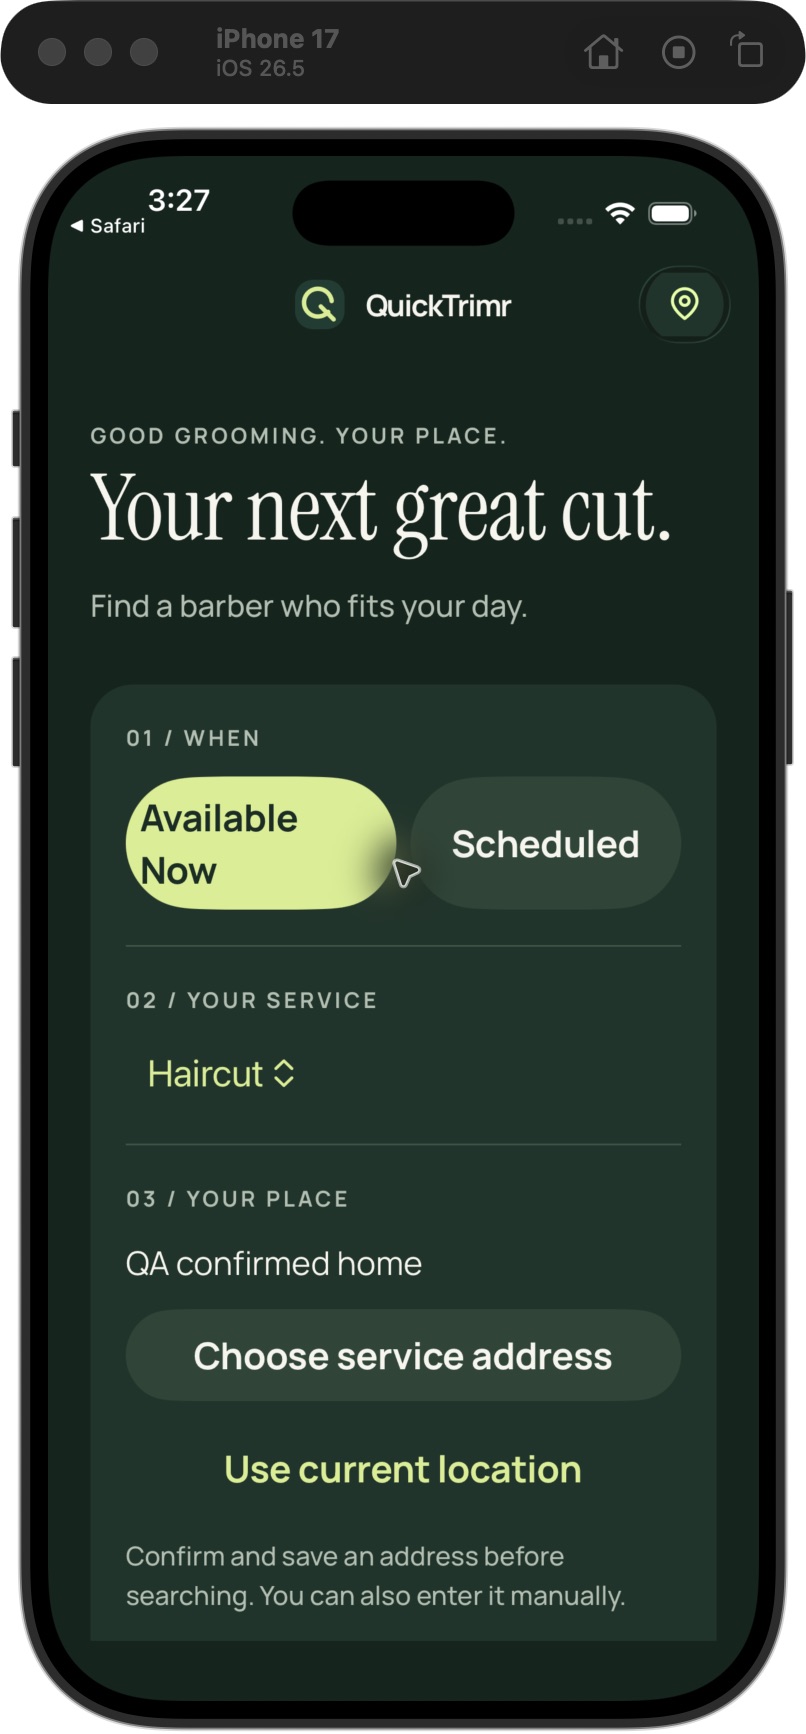 iPhone 17
iOS 26.5
3:27
◀ Safari
QuickTrimr
GOOD GROOMING. YOUR PLACE.
Your next great cut.
Find a barber who fits your day.
01 / WHEN
Available
Now
Scheduled
02 / YOUR SERVICE
Haircut
03 / YOUR PLACE
QA confirmed home
Choose service address
Use current location
Confirm and save an address before
searching. You can also enter it manually.